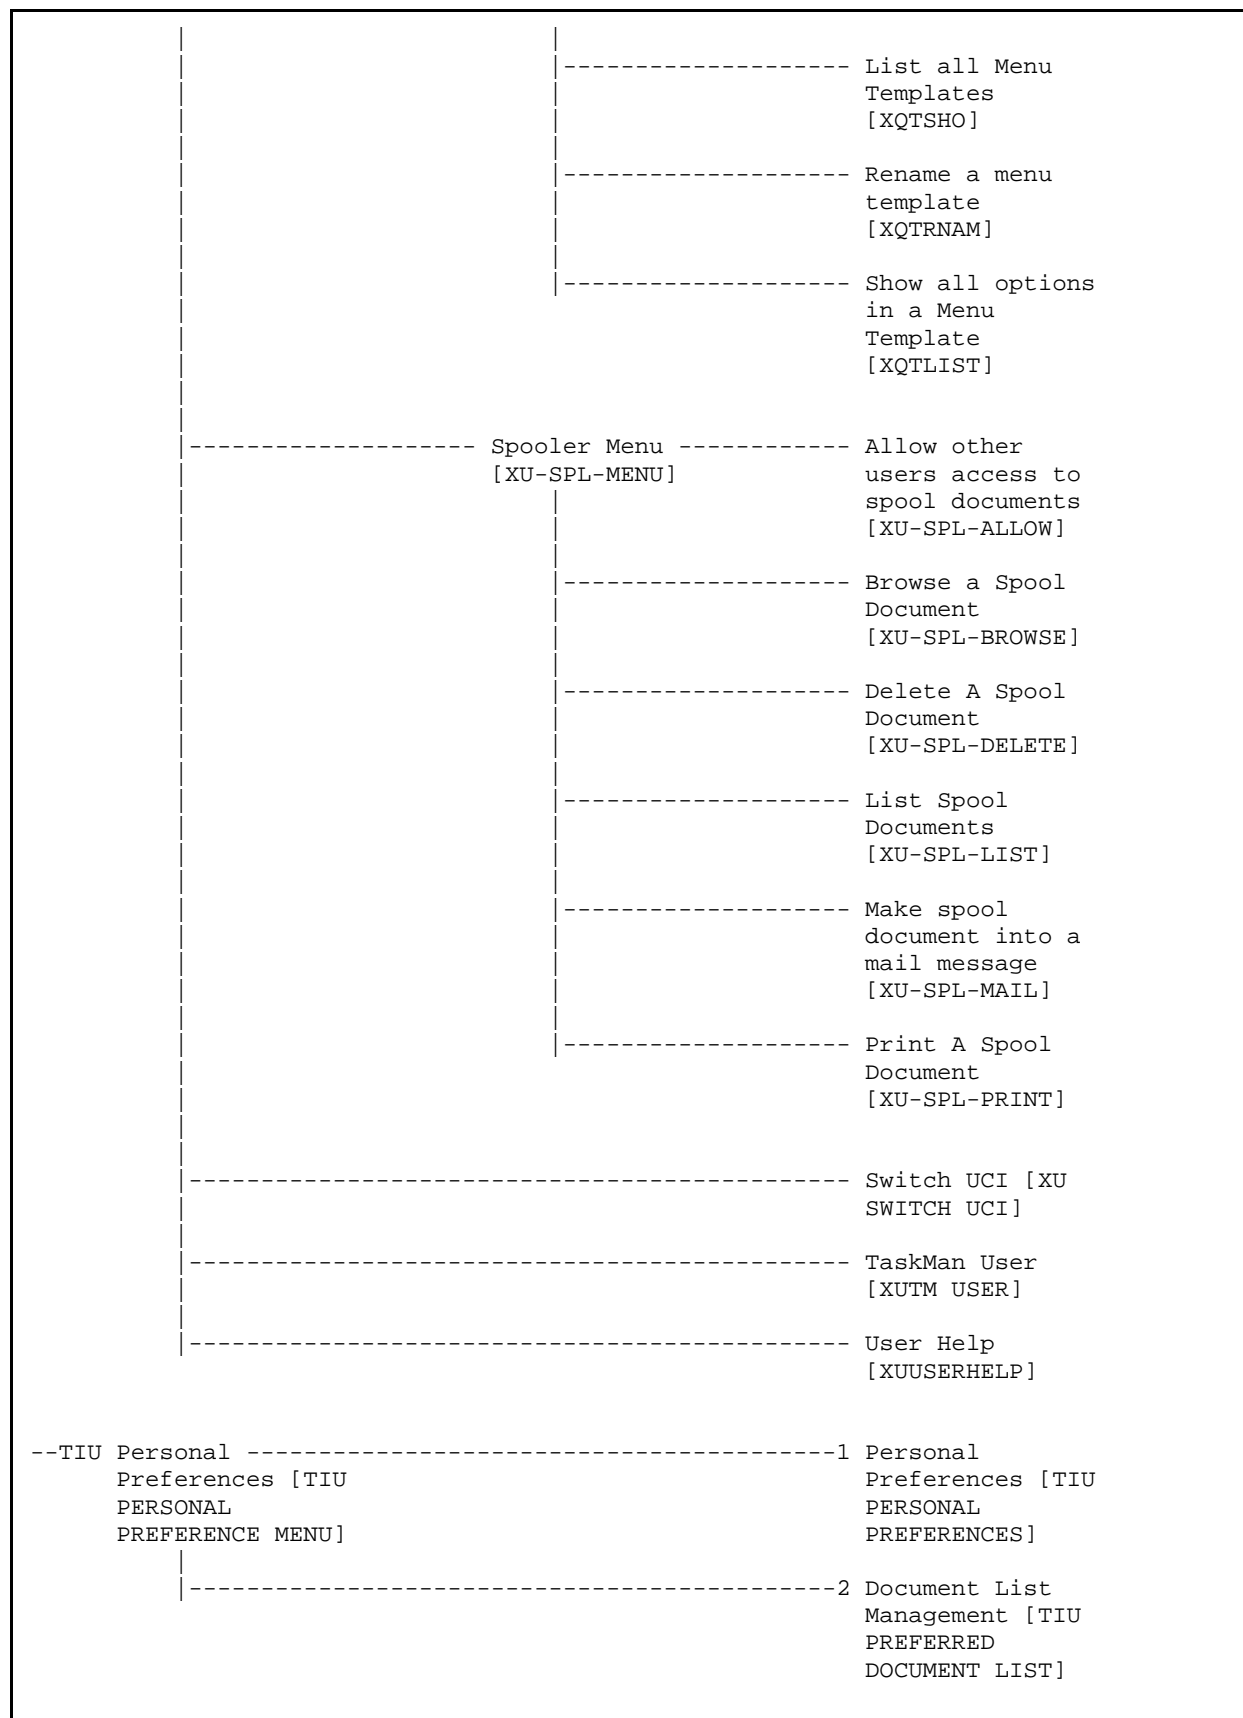 List all Menu
Templates
[XQTSHO]
Rename a menu
template
[XQTRNAM]
Show all options
in a Menu
Template
[XQTLIST]
Spooler Menu ------------ Allow other
[XU-SPL-MENU] users access to
spool documents
[XU-SPL-ALLOW]
Browse a Spool
Document
[XU-SPL-BROWSE]
Delete A Spool
Document
[XU-SPL-DELETE]
List Spool
Documents
[XU-SPL-LIST]
Make spool
document into a
mail message
[XU-SPL-MAIL]
Print A Spool
Document
[XU-SPL-PRINT]
Switch UCI [XU
SWITCH UCI]
TaskMan User
[XUTM USER]
User Help
[XUUSERHELP]
--TIU Personal -----------------------------------------1 Personal
Preferences [TIU Preferences [TIU
PERSONAL PERSONAL
PREFERENCE MENU] PREFERENCES]
|---------------------------------------------2 Document List
Management [TIU
PREFERRED
DOCUMENT LIST]